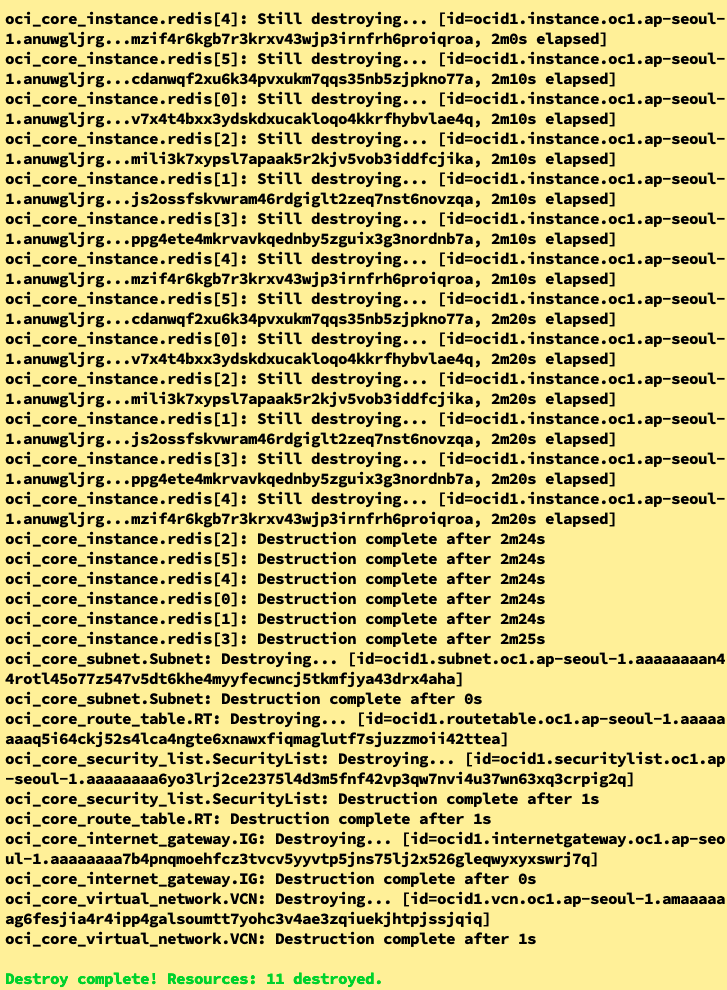 oci_core_instance.redis[4]: Still destroying... [id=ocid1.instance.oc1.ap-seoul-
1.anuwgljrg...mzif4r6kgb7r3krxv43wjp3irnfrh6proiqroa, 2m0s elapsed]
oci_core_instance.redis[5]: Still destroying... [id=ocid1.instance.oc1.ap-seoul-
1.anuwgljrg...cdanwqf2xu6k34pvxukm7qqs35nb5zjpkno77a, 2m10s elapsed]
oci_core_instance.redis[0]: Still destroying... [id=ocid1.instance.oc1.ap-seoul-
1.anuwgljrg...v7x4t4bxx3ydskdxucakloqo4kkrfhybvlae4q, 2m10s elapsed]
oci_core_instance.redis[2]: Still destroying... [id=ocid1.instance.oc1.ap-seoul-
1.anuwgljrg...mili3k7xypsl7apaak5r2kjv5vob3iddfcjika, 2m10s elapsed]
oci_core_instance.redis[1]: Still destroying... [id=ocid1.instance.oc1.ap-seoul-
1.anuwgljrg...js2ossfskvwram46rdgiglt2zeq7nst6novzqa, 2m10s elapsed]
oci_core_instance.redis[3]: Still destroying... [id=ocid1.instance.oc1.ap-seoul-
1.anuwgljrg...ppg4ete4mkrvavkqednby5zguix3g3nordnb7a, 2m10s elapsed]
oci_core_instance.redis[4]: Still destroying... [id=ocid1.instance.oc1.ap-seoul-
1.anuwgljrg...mzif4r6kgb7r3krxv43wjp3irnfrh6proiqroa, 2m10s elapsed]
oci_core_instance.redis[5]: Still destroying... [id=ocid1.instance.oc1.ap-seoul-
1.anuwgljrg...cdanwqf2xu6k34pvxukm7qqs35nb5zjpkno77a, 2m20s elapsed]
oci_core_instance.redis[0]: Still destroying... [id=ocid1.instance.oc1.ap-seoul-
1.anuwgljrg...v7x4t4bxx3ydskdxucakloqo4kkrfhybvlae4q, 2m20s elapsed]
oci_core_instance.redis[2]: Still destroying... [id=ocid1.instance.oc1.ap-seoul-
1.anuwgljrg...mili3k7xypsl7apaak5r2kjv5vob3iddfcjika, 2m20s elapsed]
oci_core_instance.redis[1]: Still destroying... [id=ocid1.instance.oc1.ap-seoul-
1.anuwgljrg...js2ossfskvwram46rdgiglt2zeq7nst6novzqa, 2m20s elapsed]
oci_core_instance.redis[3]: Still destroying... [id=ocid1.instance.oc1.ap-seoul-
1.anuwgljrg...ppg4ete4mkrvavkqednby5zguix3g3nordnb7a, 2m20s elapsed]
oci_core_instance.redis[4]: Still destroying... [id=ocid1.instance.oc1.ap-seoul-
1.anuwgljrg...mzif4r6kgb7r3krxv43wjp3irnfrh6proiqroa, 2m20s elapsed]
oci_core_instance.redis[2]: Destruction complete after 2m24s
oci_core_instance.redis[5]: Destruction complete after 2m24s
oci_core_instance.redis[4]: Destruction complete after 2m24s
oci_core_instance.redis[0]: Destruction complete after 2m24s
oci_core_instance.redis[1]: Destruction complete after 2m24s
oci_core_instance.redis[3]: Destruction complete after 2m25s
oci_core_subnet.Subnet: Destroying... [id=ocid1.subnet.oc1.ap-seoul-1.aaaaaaaan4
4rotl45o77z547v5dt6khe4myyfecwncj5tkmfjya43drx4aha]
oci_core_subnet.Subnet: Destruction complete after 0s
oci_core_route_table.RT: Destroying... [id=ocid1.routetable.oc1.ap-seoul-1.aaaaa
aaaq5i64ckj52s4lca4ngte6xnawxfiqmaglutf7sjuzzmoii42ttea]
oci_core_security_list.SecurityList: Destroying... [id=ocid1.securitylist.oc1.ap
-seoul-1.aaaaaaaa6yo3lrj2ce2375l4d3m5fnf42vp3qw7nvi4u37wn63xq3crpig2q]
oci_core_security_list.SecurityList: Destruction complete after 1s
oci_core_route_table.RT: Destruction complete after 1s
oci_core_internet_gateway.IG: Destroying... [id=ocid1.internetgateway.oc1.ap-seo
ul-1.aaaaaaaa7b4pnqmoehfcz3tvcv5yyvtp5jns75lj2x526gleqwyxyxswrj7q]
oci_core_internet_gateway.IG: Destruction complete after 0s
oci_core_virtual_network.VCN: Destroying... [id=ocid1.vcn.oc1.ap-seoul-1.amaaaaa
ag6fesjia4r4ipp4galsoumtt7yohc3v4ae3zqiuekjhtpjssjqiq]
oci_core_virtual_network.VCN: Destruction complete after 1s
Destroy complete! Resources: 11 destroyed.